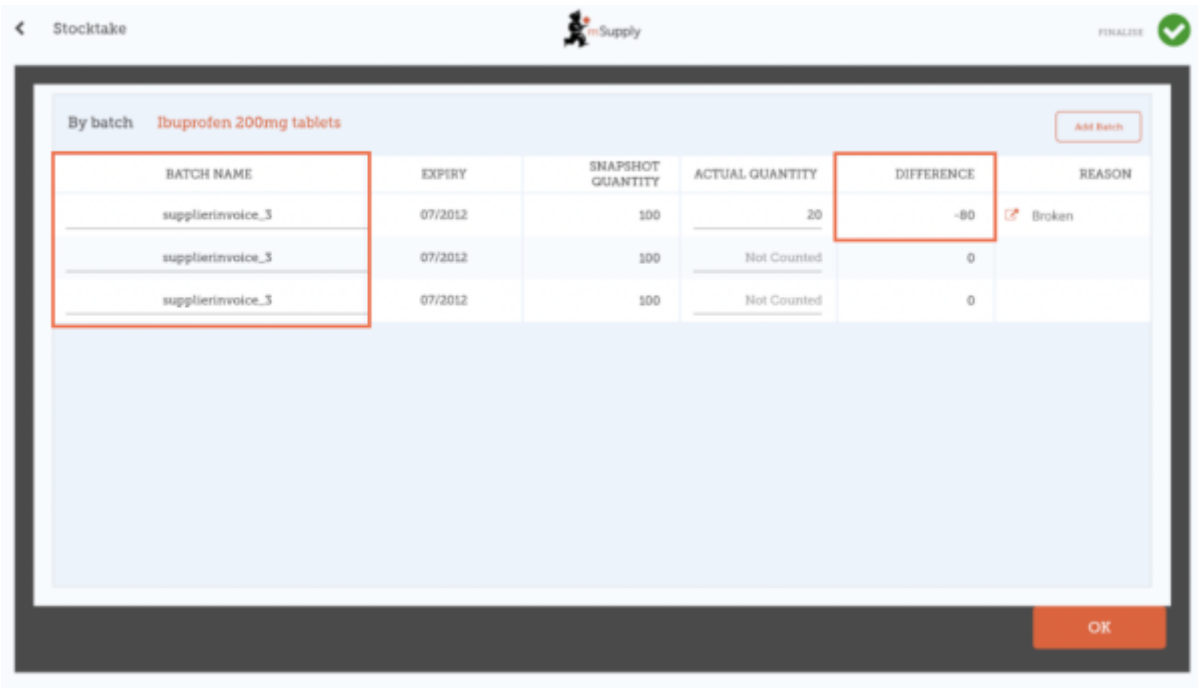 Stocktake
mSupply
FINALISE
By batch Ibuprofen 200mg tablets
Add Batch
BATCH NAME EXPIRY SNAPSHOT QUANTITY ACTUAL QUANTITY DIFFERENCE REASON
supplierinvoice_3 07/2012 100 20 -80 Broken
supplierinvoice_3 07/2012 100 Not Counted 0
supplierinvoice_3 07/2012 100 Not Counted 0
OK